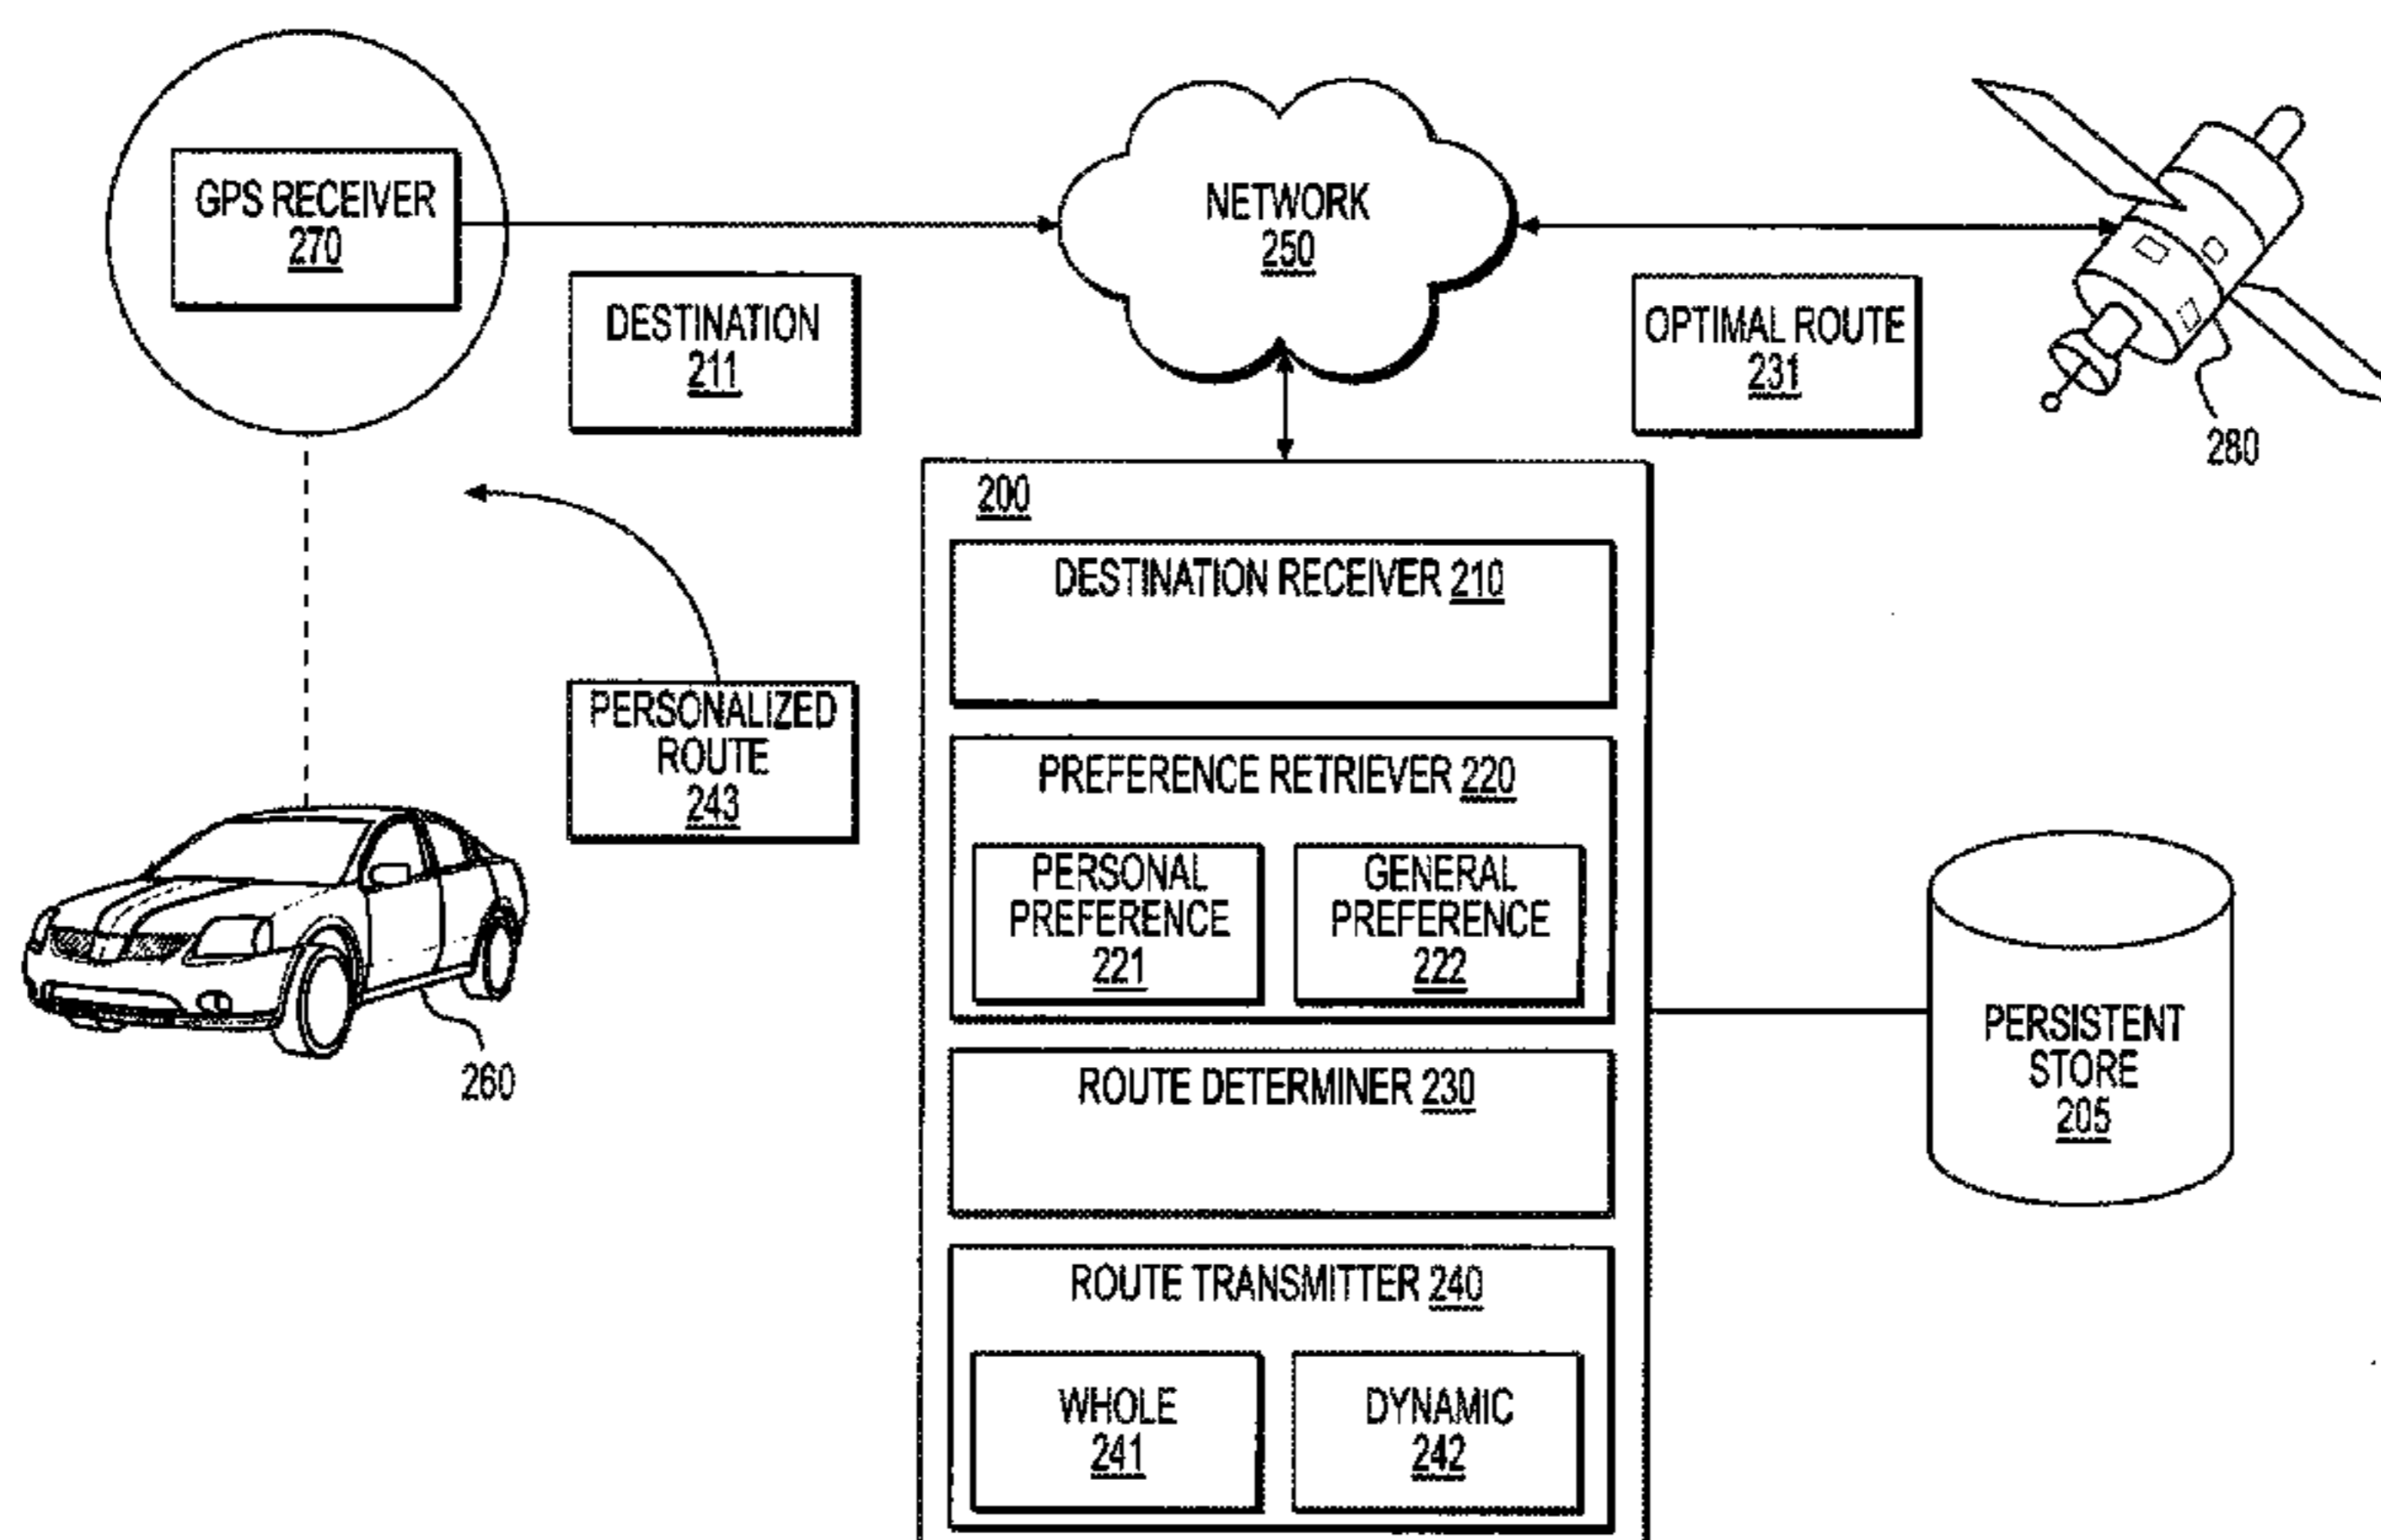 GPS RECEIVER
270
NETWORK
250
DESTINATION
211
OPTIMAL ROUTE
231
280
200
DESTINATION RECEIVER 210
PERSONALIZED
ROUTE
243
PREFERENCE RETRIEVER 220
PERSONAL
PREFERENCE
221
GENERAL
PREFERENCE
222
260
PERSISTENT
STORE
205
ROUTE DETERMINER 230
ROUTE TRANSMITTER 240
WHOLE
241
DYNAMIC
242